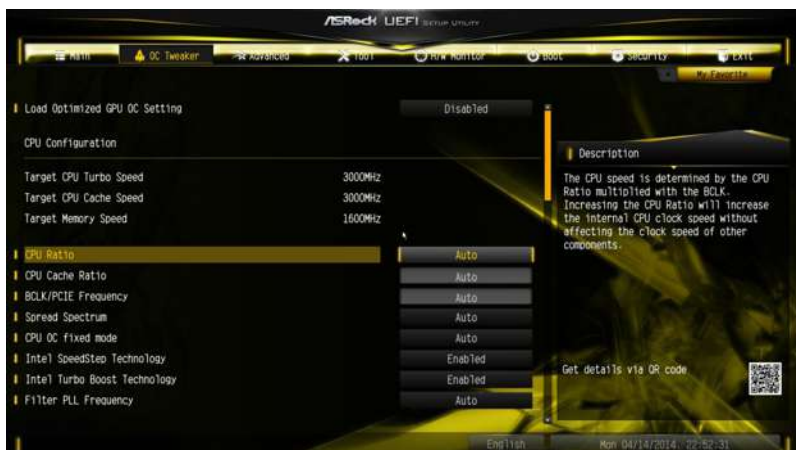 ASRock UEFI SETUP UTILITY
Main OC Tweaker Advanced Tool H/W Monitor Boot Security Exit
My Favorite
Load Optimized GPU OC Setting Disabled
CPU Configuration
Target CPU Turbo Speed 3000MHz
Target CPU Cache Speed 3000MHz
Target Memory Speed 1600MHz
CPU Ratio Auto
CPU Cache Ratio Auto
BCLK/PCIE Frequency Auto
Spread Spectrum Auto
CPU OC fixed mode Auto
Intel SpeedStep Technology Enabled
Intel Turbo Boost Technology Enabled
Filter PLL Frequency Auto
Description
The CPU speed is determined by the CPU
Ratio multiplied with the BCLK.
Increasing the CPU Ratio will increase
the internal CPU clock speed without
affecting the clock speed of other
components.
Get details via QR code
English Mon 04/14/2014. 22:52:31